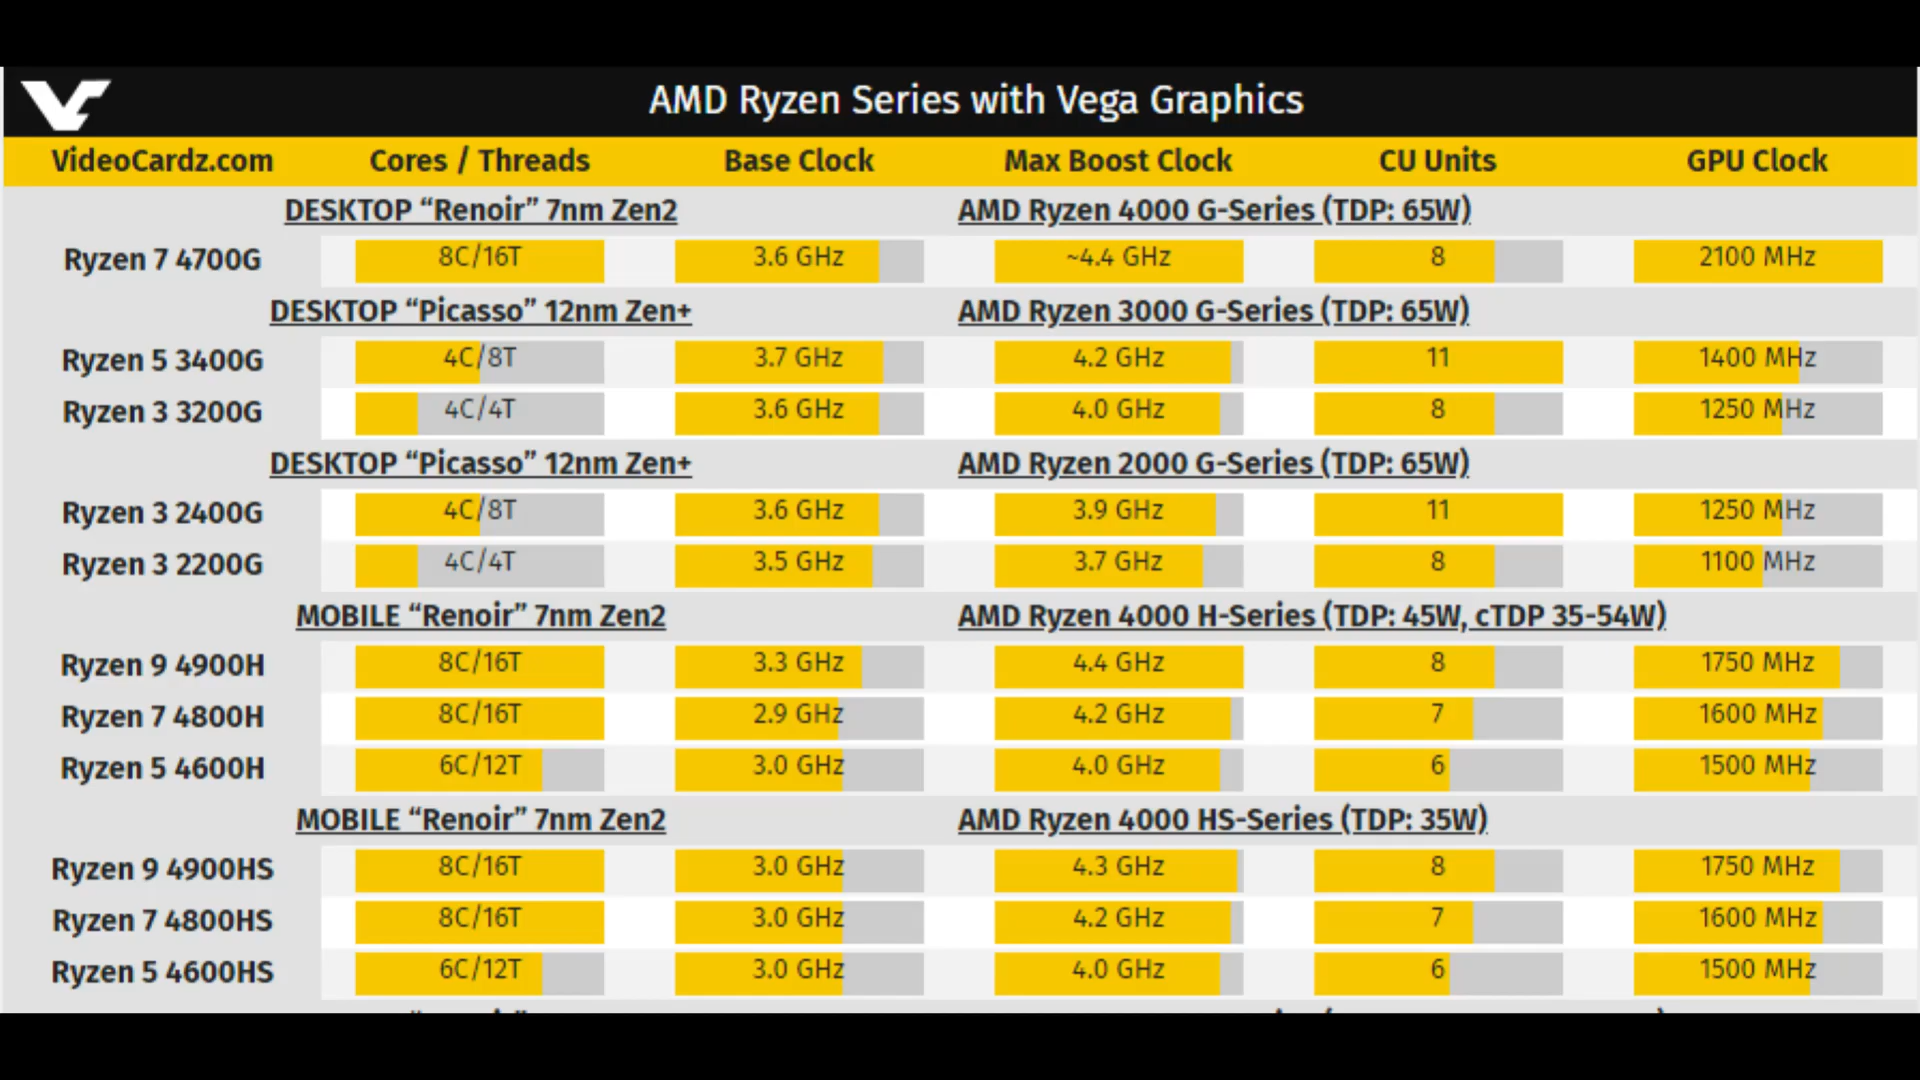 AMD Ryzen Series with Vega Graphics
VideoCardz.com Cores / Threads Base Clock Max Boost Clock CU Units GPU Clock
DESKTOP “Renoir” 7nm Zen2 AMD Ryzen 4000 G-Series (TDP: 65W)
Ryzen 7 4700G 8C/16T 3.6 GHz ~4.4 GHz 8 2100 MHz
DESKTOP “Picasso” 12nm Zen+ AMD Ryzen 3000 G-Series (TDP: 65W)
Ryzen 5 3400G 4C/8T 3.7 GHz 4.2 GHz 11 1400 MHz
Ryzen 3 3200G 4C/4T 3.6 GHz 4.0 GHz 8 1250 MHz
DESKTOP “Picasso” 12nm Zen+ AMD Ryzen 2000 G-Series (TDP: 65W)
Ryzen 3 2400G 4C/8T 3.6 GHz 3.9 GHz 11 1250 MHz
Ryzen 3 2200G 4C/4T 3.5 GHz 3.7 GHz 8 1100 MHz
MOBILE “Renoir” 7nm Zen2 AMD Ryzen 4000 H-Series (TDP: 45W, cTDP 35-54W)
Ryzen 9 4900H 8C/16T 3.3 GHz 4.4 GHz 8 1750 MHz
Ryzen 7 4800H 8C/16T 2.9 GHz 4.2 GHz 7 1600 MHz
Ryzen 5 4600H 6C/12T 3.0 GHz 4.0 GHz 6 1500 MHz
MOBILE “Renoir” 7nm Zen2 AMD Ryzen 4000 HS-Series (TDP: 35W)
Ryzen 9 4900HS 8C/16T 3.0 GHz 4.3 GHz 8 1750 MHz
Ryzen 7 4800HS 8C/16T 3.0 GHz 4.2 GHz 7 1600 MHz
Ryzen 5 4600HS 6C/12T 3.0 GHz 4.0 GHz 6 1500 MHz